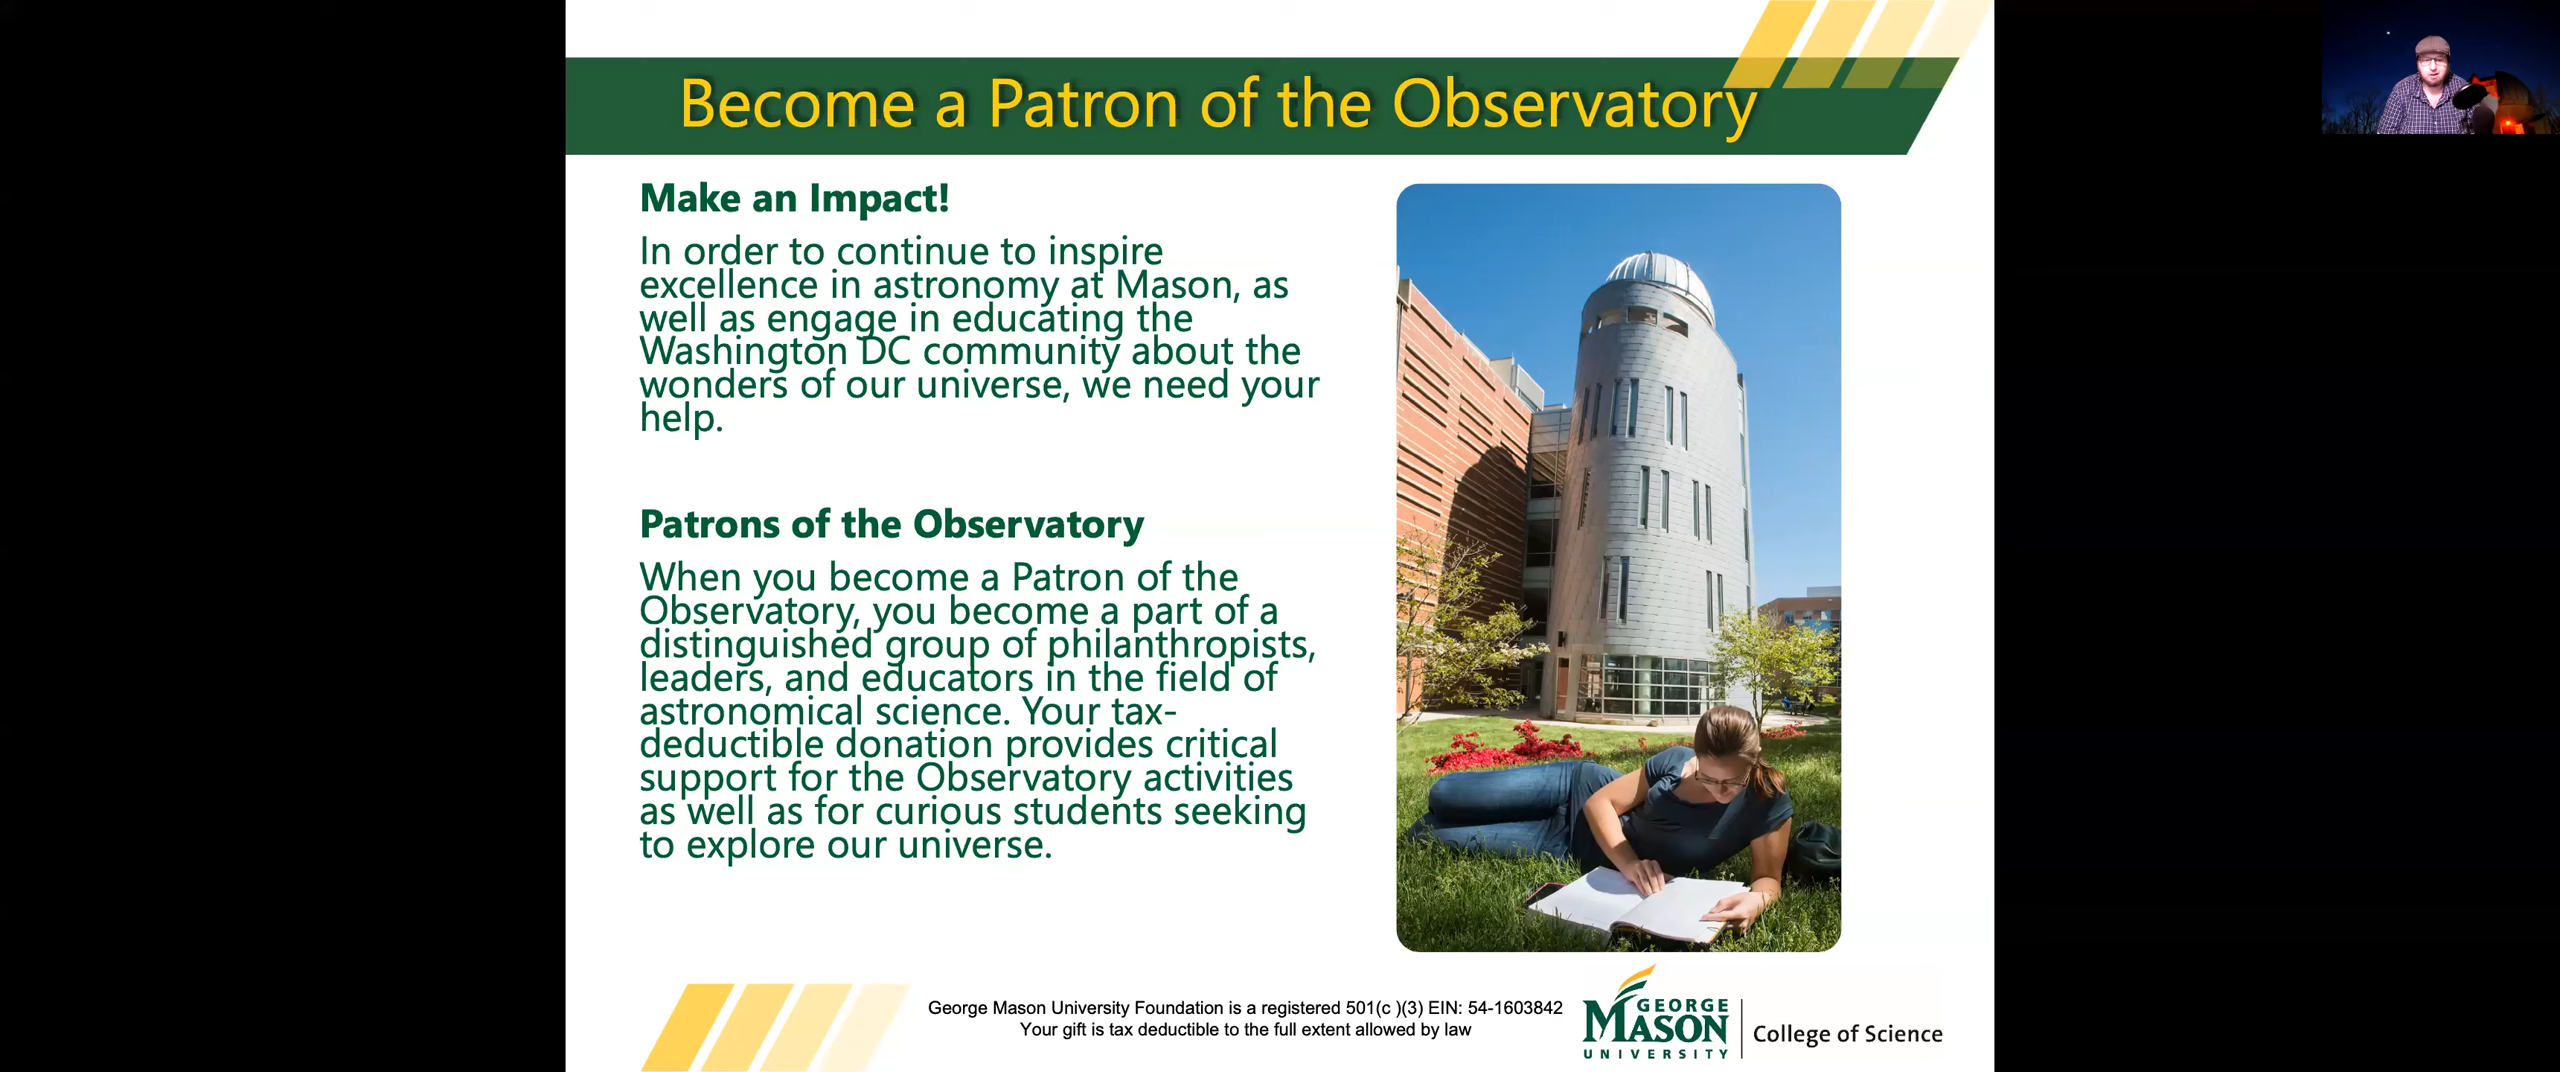 Become a Patron of the Observatory
Make an Impact!
In order to continue to inspire
excellence in astronomy at Mason, as
well as engage in educating the
Washington DC community about the
wonders of our universe, we need your
help.
Patrons of the Observatory
When you become a Patron of the
Observatory, you become a part of a
distinguished group of philanthropists,
leaders, and educators in the field of
astronomical science. Your tax-
deductible donation provides critical
support for the Observatory activities
as well as for curious students seeking
to explore our universe.
George Mason University Foundation is a registered 501(c )(3) EIN: 54-1603842
Your gift is tax deductible to the full extent allowed by law
GEORGE
MASON
UNIVERSITY
College of Science